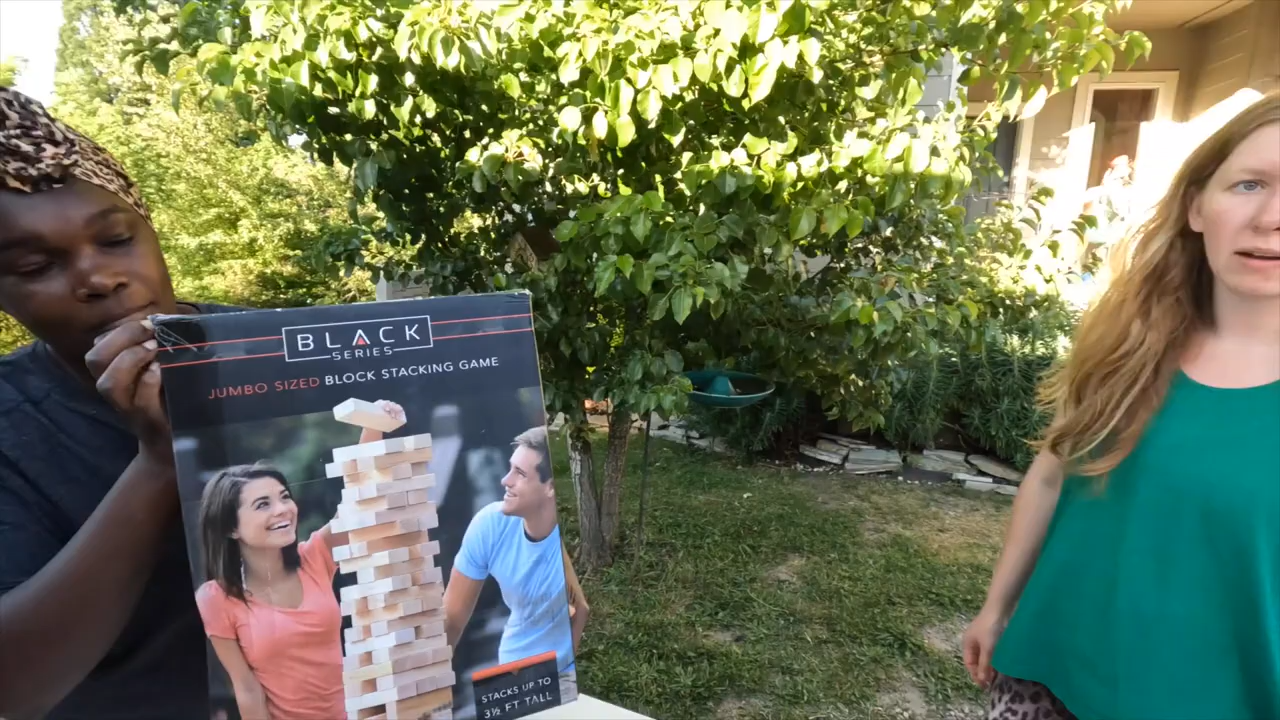 BLACK
SERIES
JUMBO SIZED BLOCK STACKING GAME
STACKS UP TO
3½ FT TALL